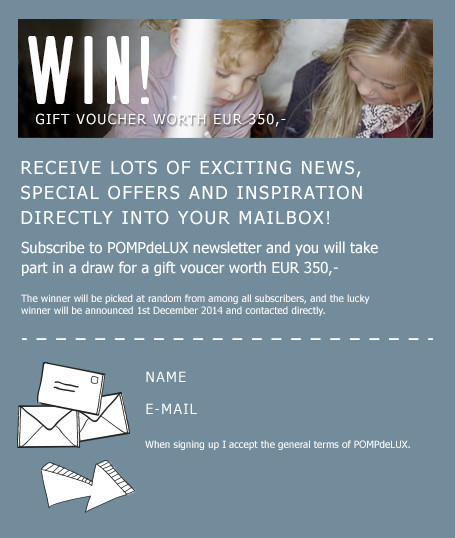 WIN!
GIFT VOUCHER WORTH EUR 350,-
RECEIVE LOTS OF EXCITING NEWS,
SPECIAL OFFERS AND INSPIRATION
DIRECTLY INTO YOUR MAILBOX!
Subscribe to POMPdeLUX newsletter and you will take
part in a draw for a gift voucer worth EUR 350,-
The winner will be picked at random from among all subscribers, and the lucky
winner will be announced 1st December 2014 and contacted directly.
NAME
E-MAIL
When signing up I accept the general terms of POMPdeLUX.